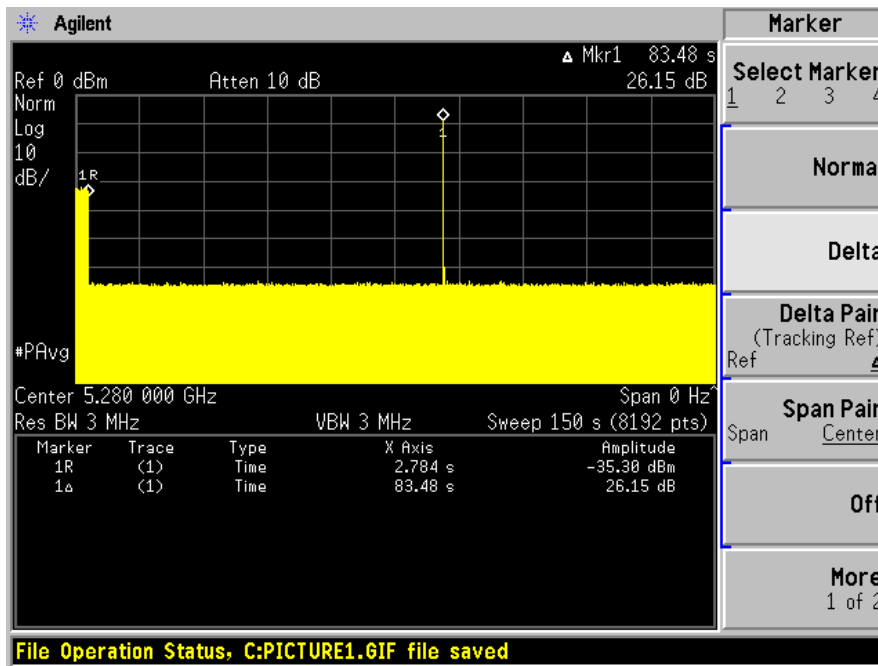 Agilent
Marker
Δ Mkr1 83.48 s
Ref 0 dBm Atten 10 dB 26.15 dB
Norm
Log
10
dB/
1R
1
#PAvg
Center 5.280 000 GHz Span 0 Hz^
Res BW 3 MHz VBW 3 MHz Sweep 150 s (8192 pts)
Marker Trace Type X Axis Amplitude
1R (1) Time 2.784 s -35.30 dBm
1Δ (1) Time 83.48 s 26.15 dB
Select Marker
1 2 3 4
Norma
Delta
Delta Pair
(Tracking Ref)
Ref Δ
Span Pair
Span Center
Off
More
1 of 2
File Operation Status, C:PICTURE1.GIF file saved